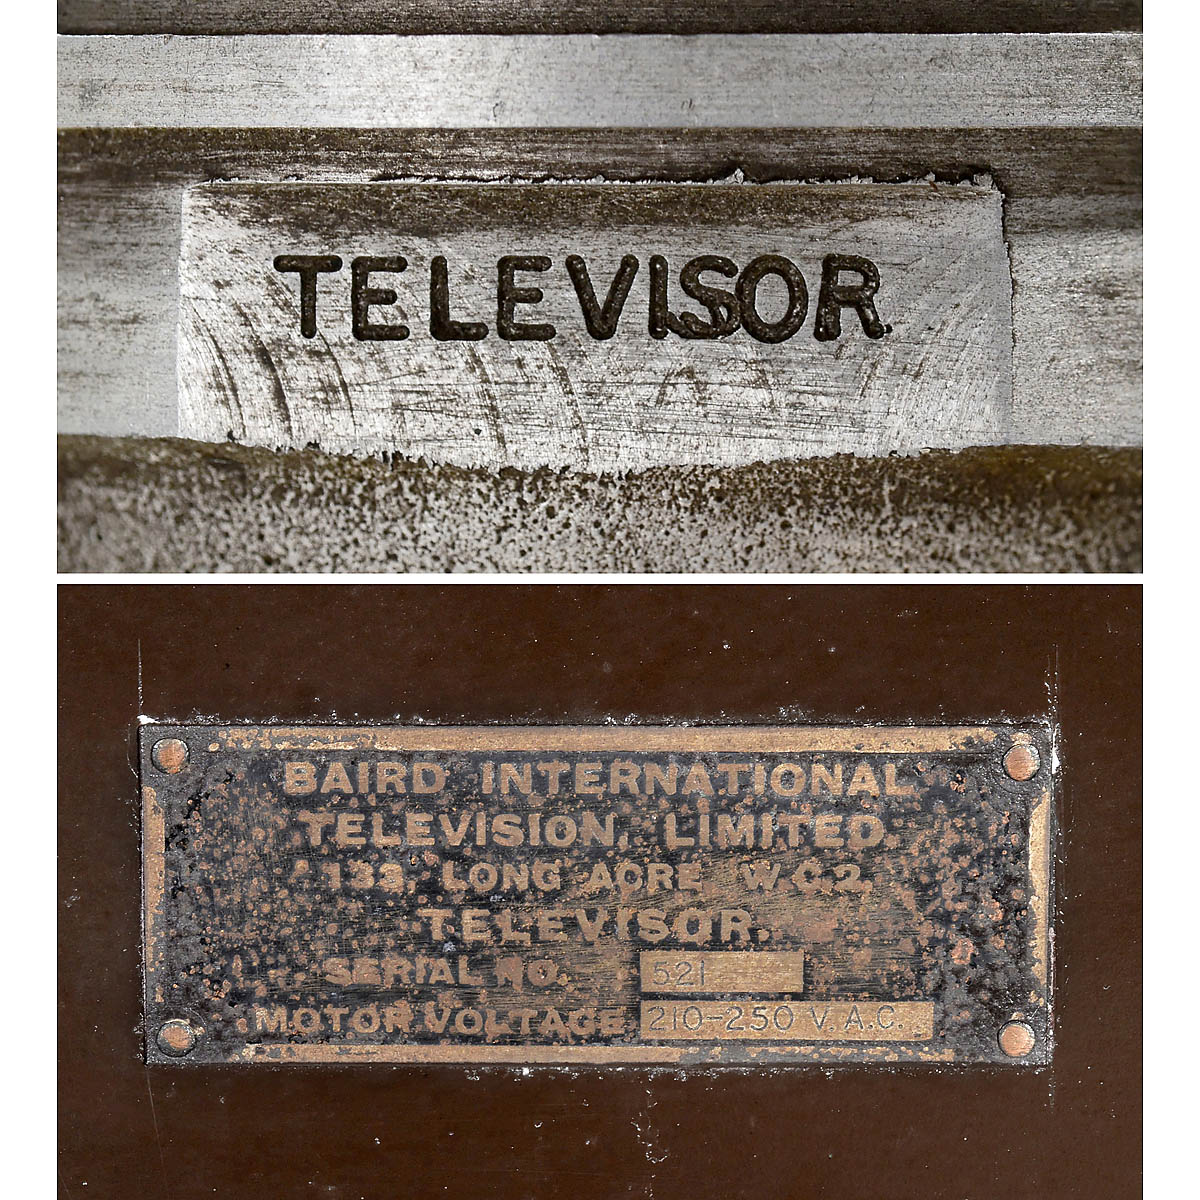 TELEVISOR
BAIRD INTERNATIONAL
TELEVISION, LIMITED.
133, LONG ACRE, W.C.2.
TELEVISOR.
SERIAL NO. 521
MOTOR VOLTAGE 210-250 V. A.C.